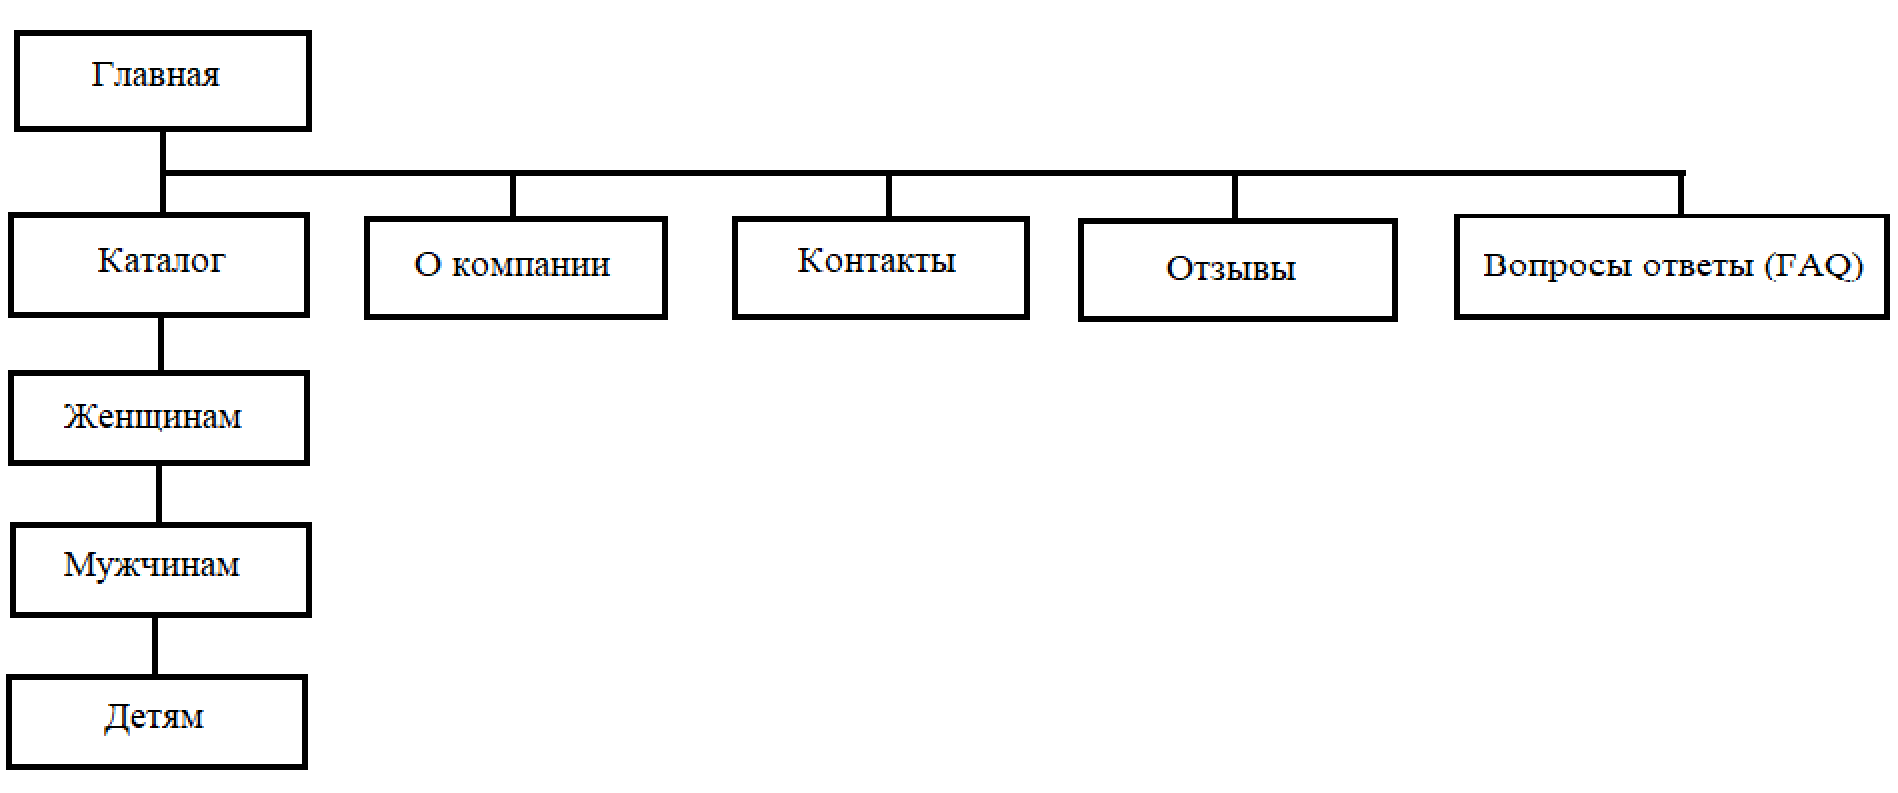 Главная
Каталог
О компании
Контакты
Отзывы
Вопросы ответы (FAQ)
Женщинам
Мужчинам
Детям